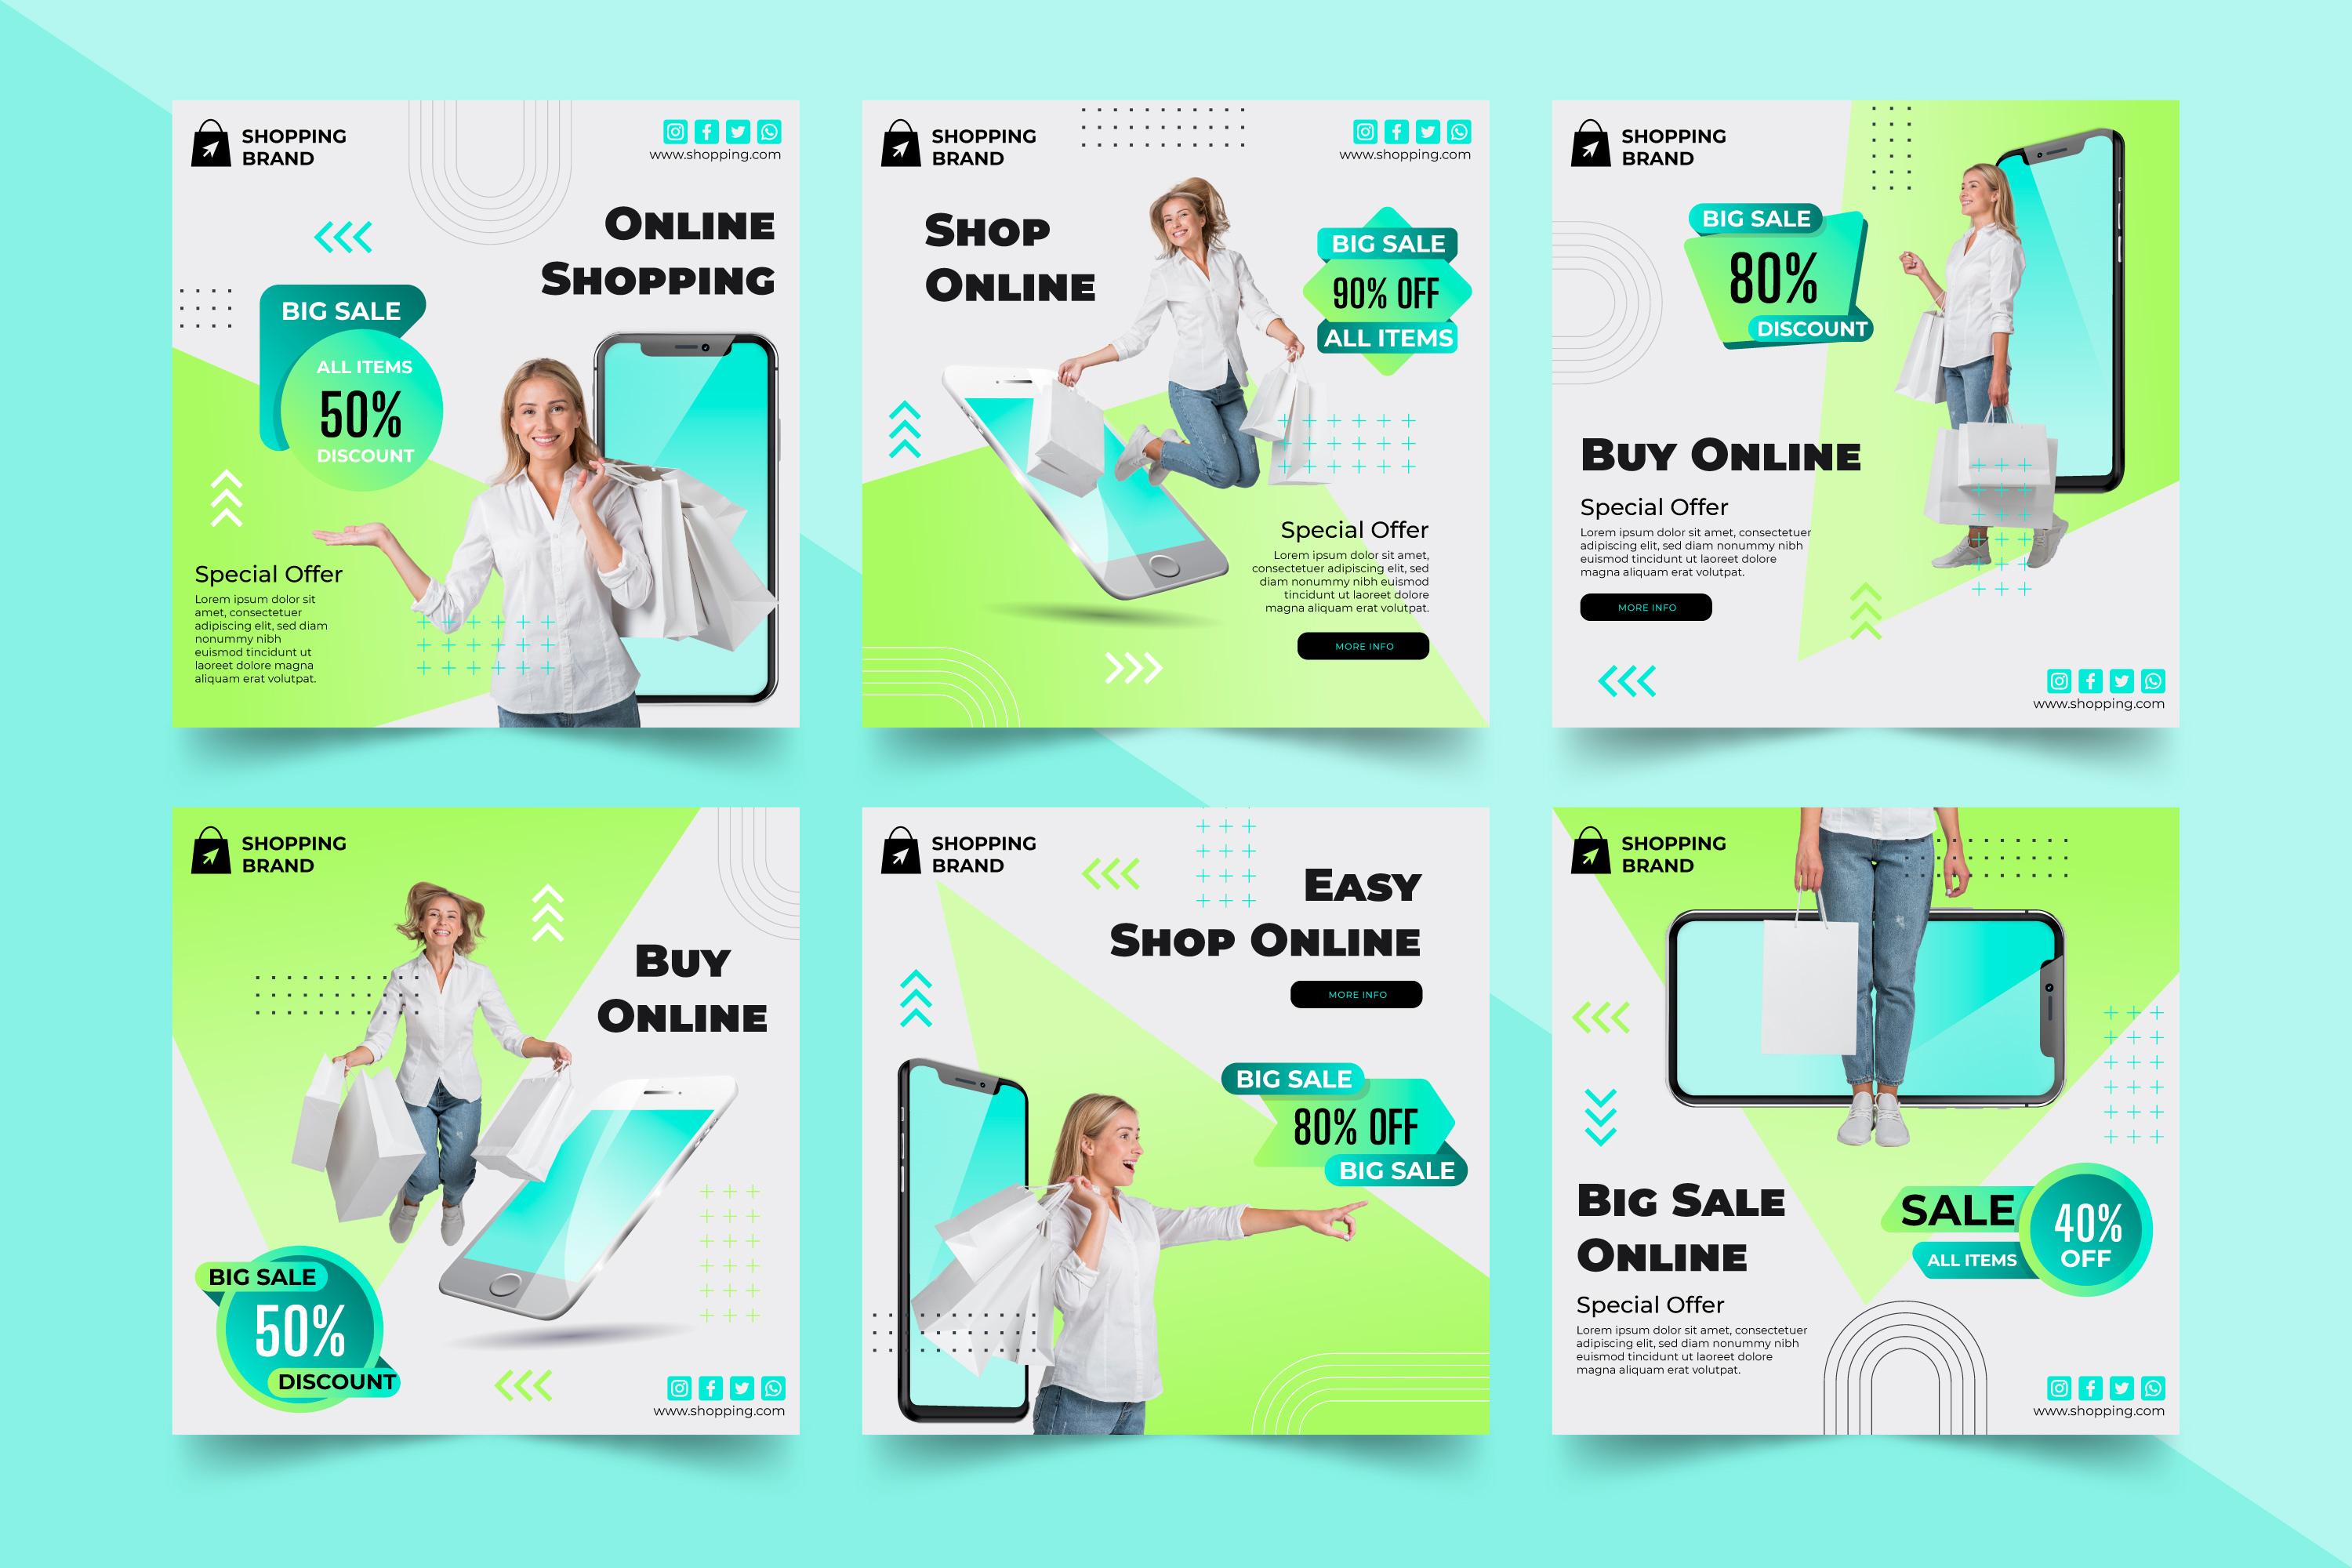 SHOPPING
BRAND
www.shopping.com
Online
Shopping
BIG SALE
ALL ITEMS
50%
DISCOUNT
Special Offer
Lorem ipsum dolor sit
amet, consectetuer
adipiscing elit, sed diam
nonummy nibh
euismod tincidunt ut
laoreet dolore magna
aliquam erat volutpat.
SHOPPING
BRAND
www.shopping.com
Shop
Online
BIG SALE
90% OFF
ALL ITEMS
Special Offer
Lorem ipsum dolor sit amet,
consectetuer adipiscing elit, sed
diam nonummy nibh euismod
tincidunt ut laoreet dolore
magna aliquam erat volutpat.
MORE INFO
SHOPPING
BRAND
BIG SALE
80%
DISCOUNT
Buy Online
Special Offer
Lorem ipsum dolor sit amet, consectetuer
adipiscing elit, sed diam nonummy nibh
euismod tincidunt ut laoreet dolore
magna aliquam erat volutpat.
MORE INFO
www.shopping.com
SHOPPING
BRAND
Buy
Online
BIG SALE
50%
DISCOUNT
www.shopping.com
SHOPPING
BRAND
Easy
Shop Online
MORE INFO
BIG SALE
80% OFF
BIG SALE
SHOPPING
BRAND
Big Sale
Online
SALE
ALL ITEMS
40%
OFF
Special Offer
Lorem ipsum dolor sit amet, consectetuer
adipiscing elit, sed diam nonummy nibh
euismod tincidunt ut laoreet dolore
magna aliquam erat volutpat.
www.shopping.com